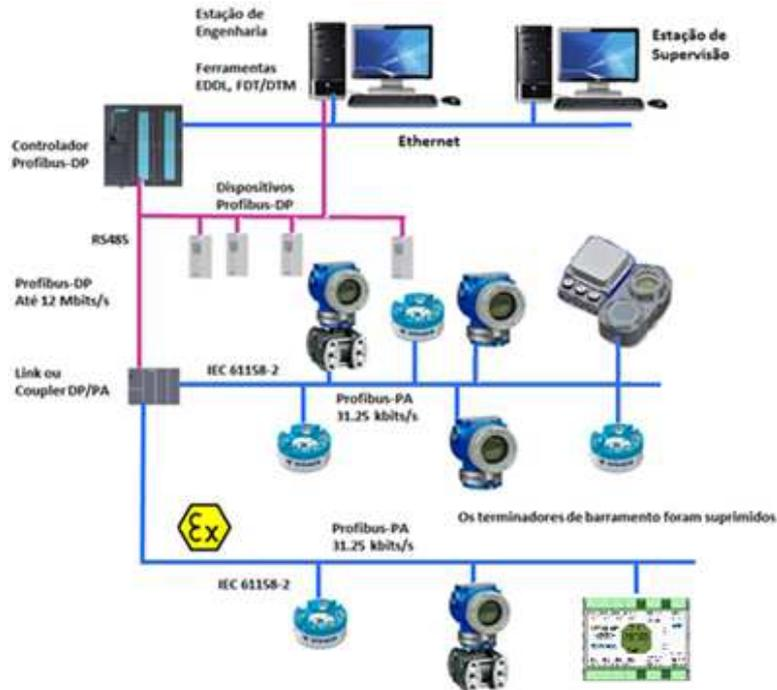 Estação de
Engenharia
Ferramentas
EDDL, FDT/DTM
Estação de
Supervisão
Ethernet
Controlador
Profibus-DP
Dispositivos
Profibus-DP
RS485
Profibus-DP
Até 12 Mbits/s
Link ou
Coupler DP/PA
IEC 61158-2
Profibus-PA
31.25 kbits/s
Os terminadores de barramento foram suprimidos
Ex
Profibus-PA
31.25 kbits/s
IEC 61158-2